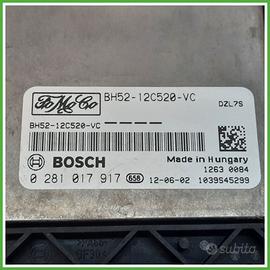 FoMoCo
BH52-12C520-VC
DZL7S
BH52-12C520-VC
BOSCH
Made in Hungary
1263 0084
0 281 017 917 658 12-06-02 1039S45299
subito